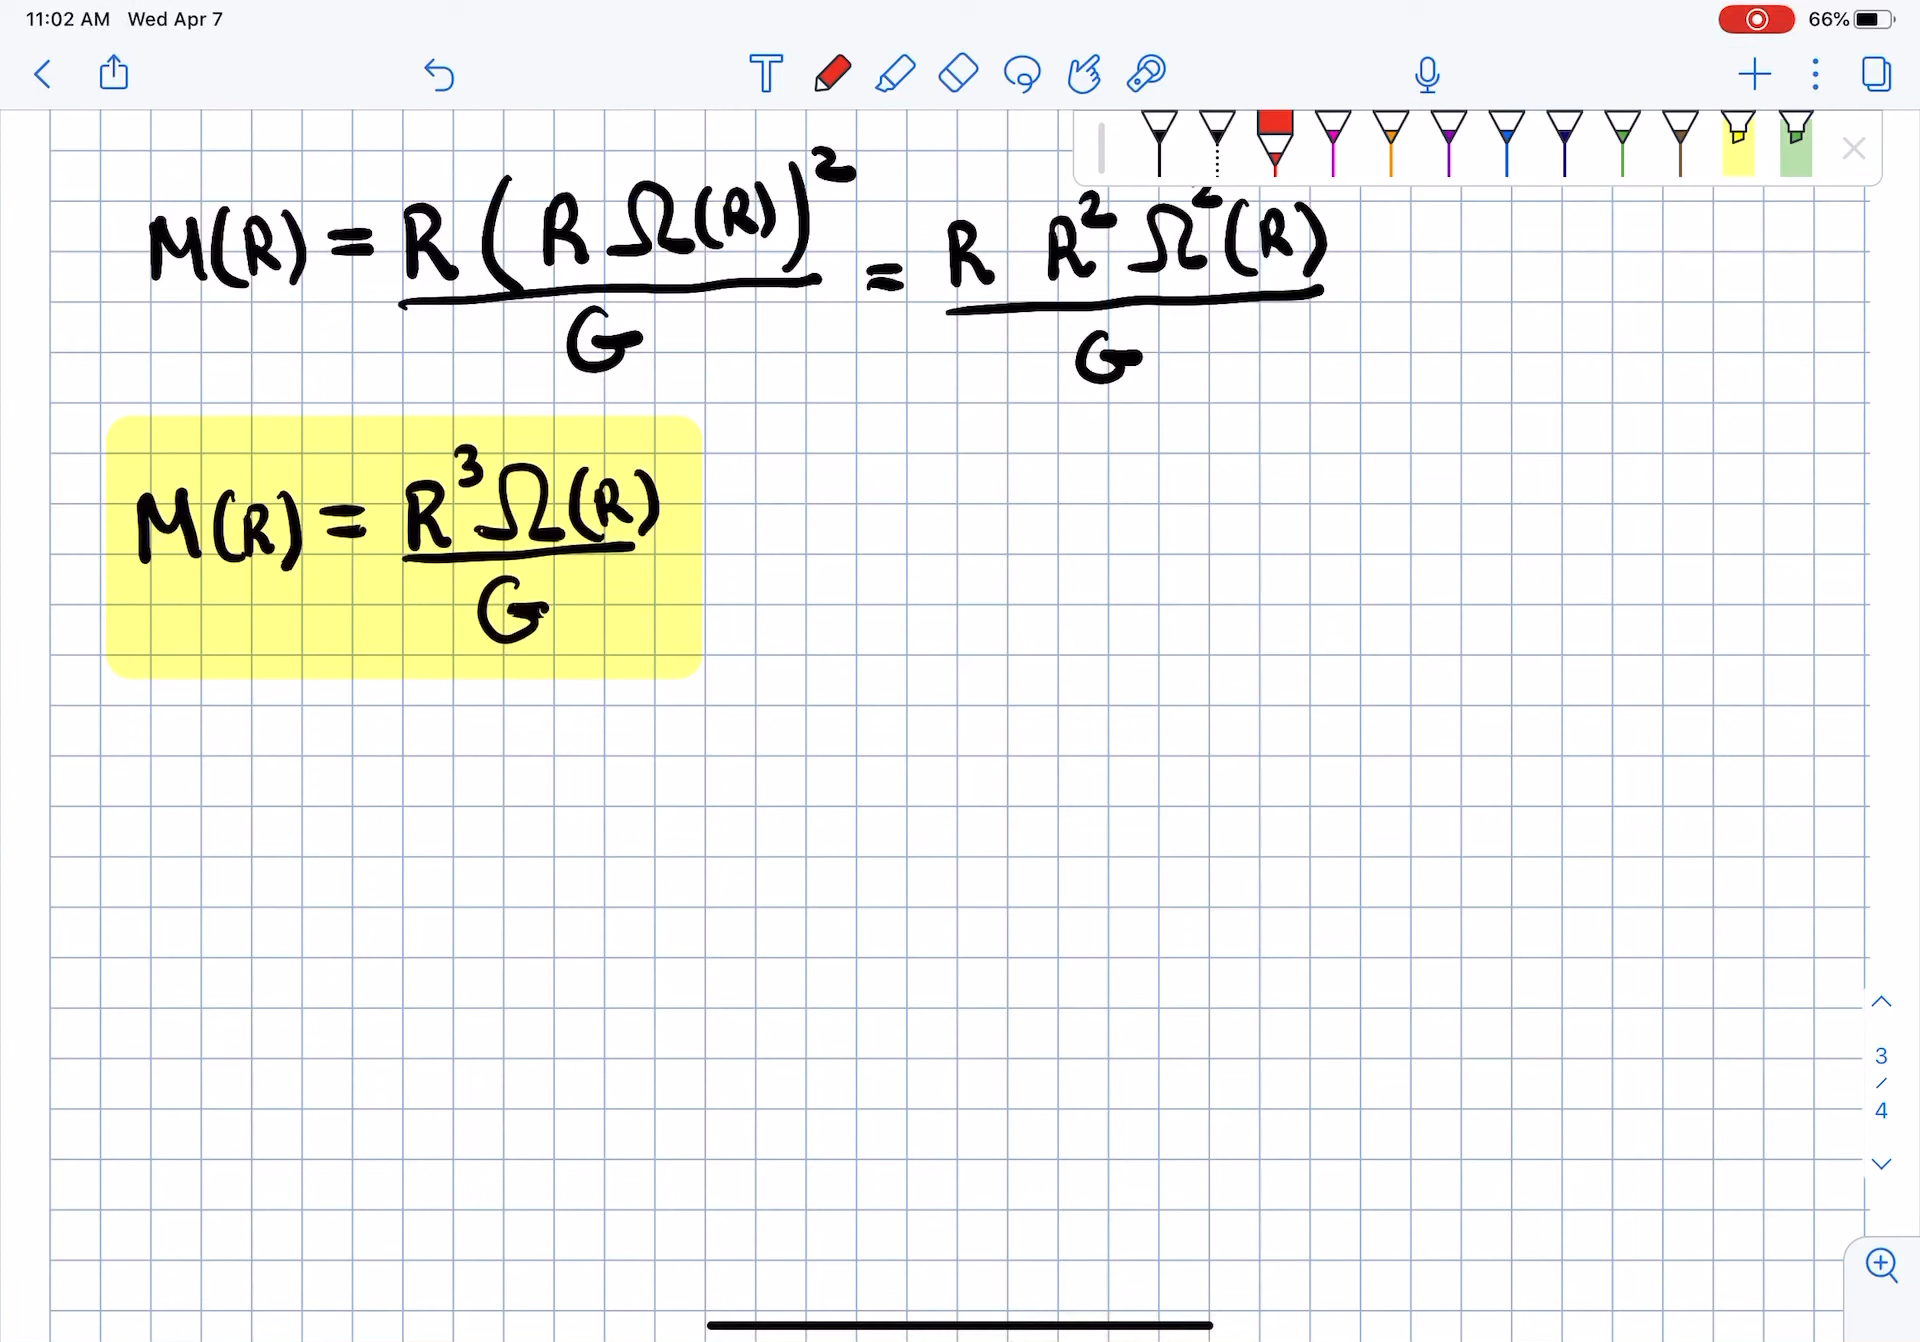 11:02 AM Wed Apr 7 66%
M(R) = R(RΩ(R))² / G = R R²Ω²(R) / G
M(R) = R³Ω(R) / G
3
/
4